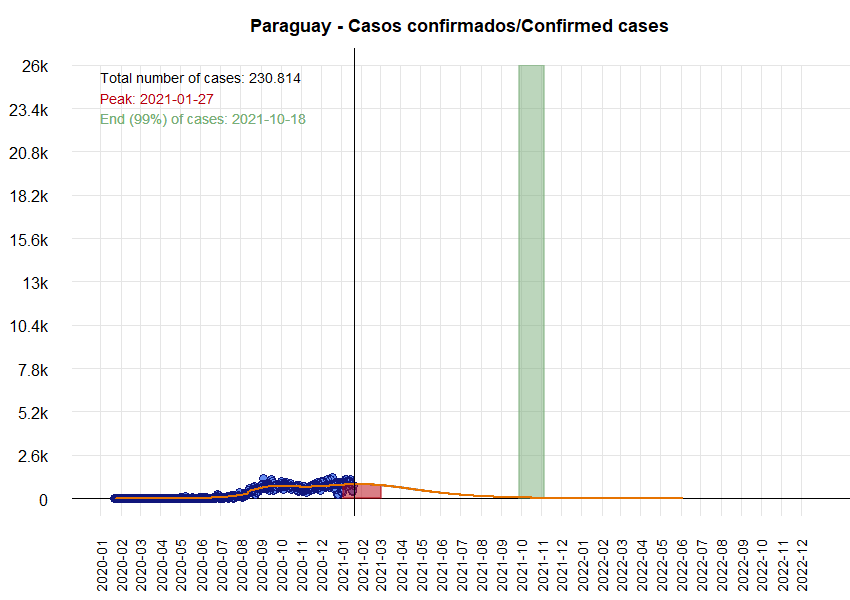 Paraguay - Casos confirmados/Confirmed cases
Total number of cases: 230.814
Peak: 2021-01-27
End (99%) of cases: 2021-10-18
26k
23.4k
20.8k
18.2k
15.6k
13k
10.4k
7.8k
5.2k
2.6k
0
2020-01
2020-02
2020-03
2020-04
2020-05
2020-06
2020-07
2020-08
2020-09
2020-10
2020-11
2020-12
2021-01
2021-02
2021-03
2021-04
2021-05
2021-06
2021-07
2021-08
2021-09
2021-10
2021-11
2021-12
2022-01
2022-02
2022-03
2022-04
2022-05
2022-06
2022-07
2022-08
2022-09
2022-10
2022-11
2022-12